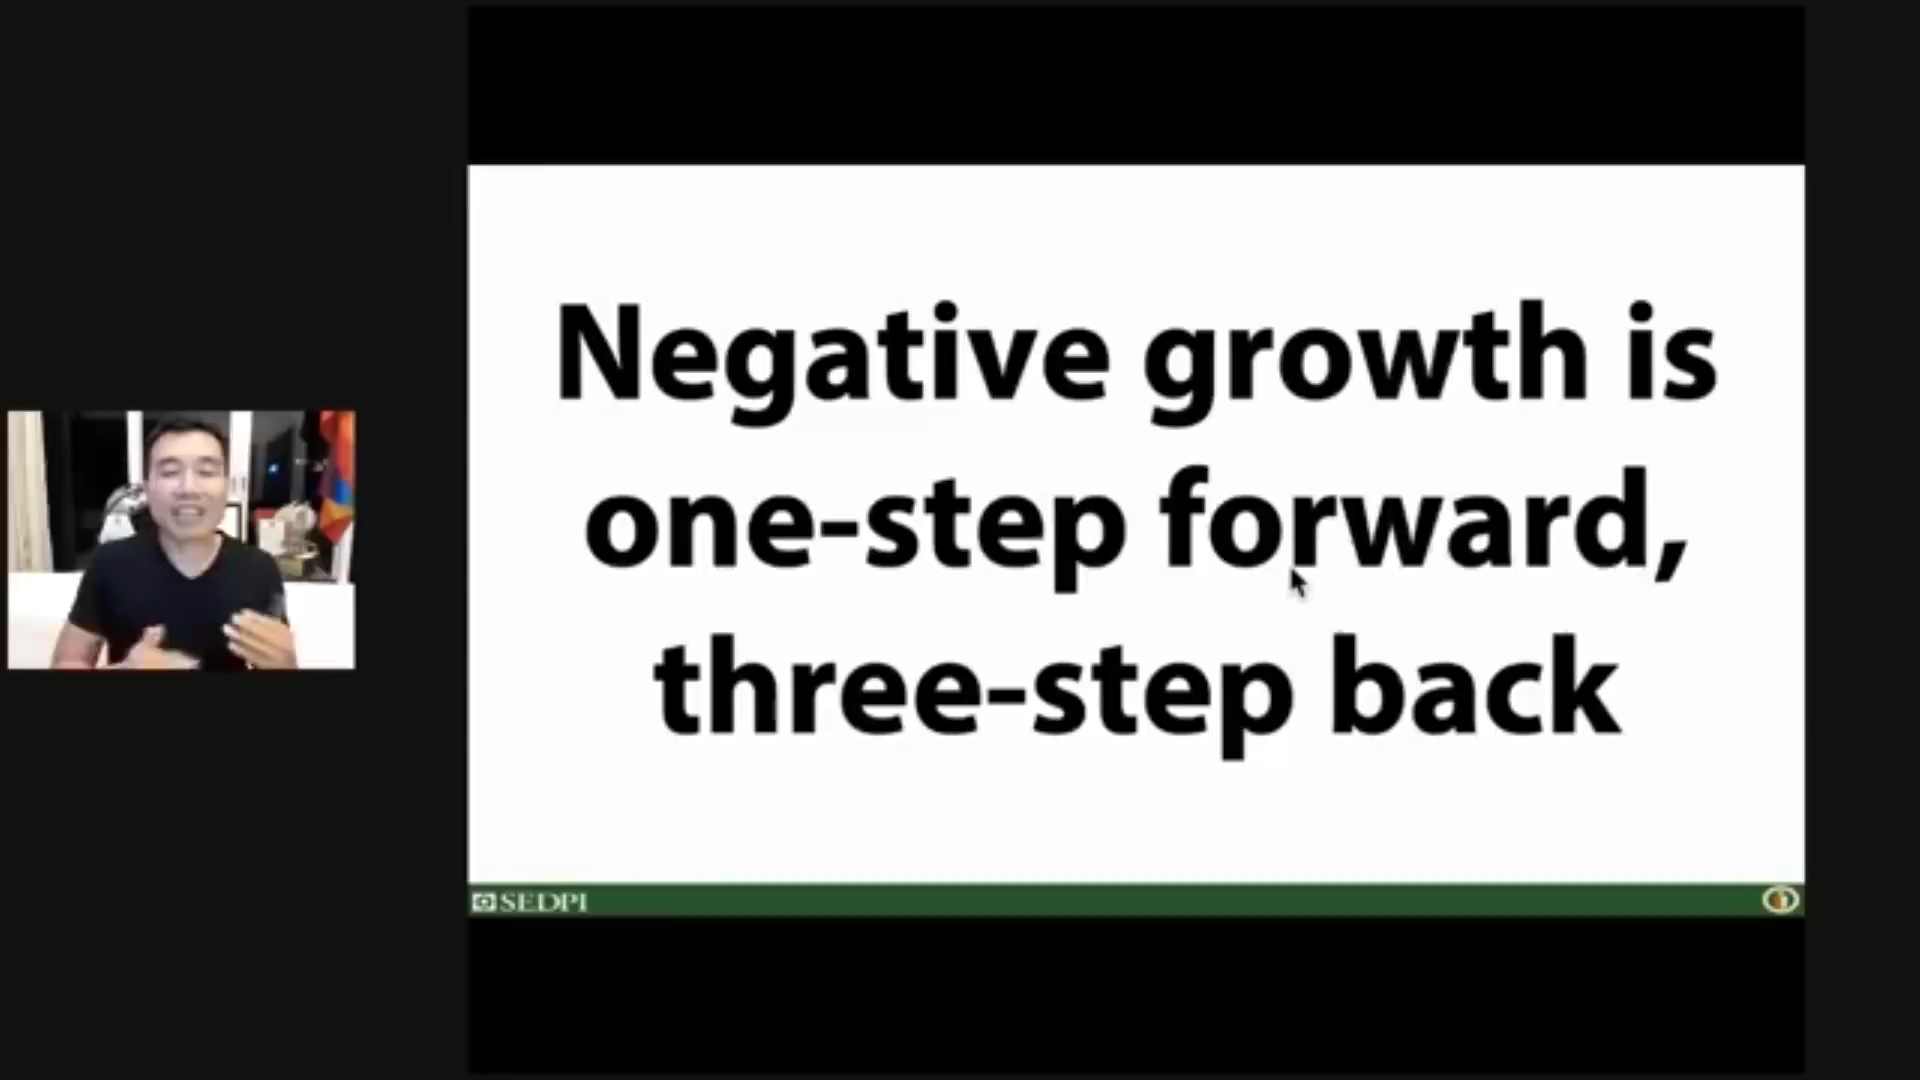 Negative growth is
one-step forward,
three-step back
SEDPI